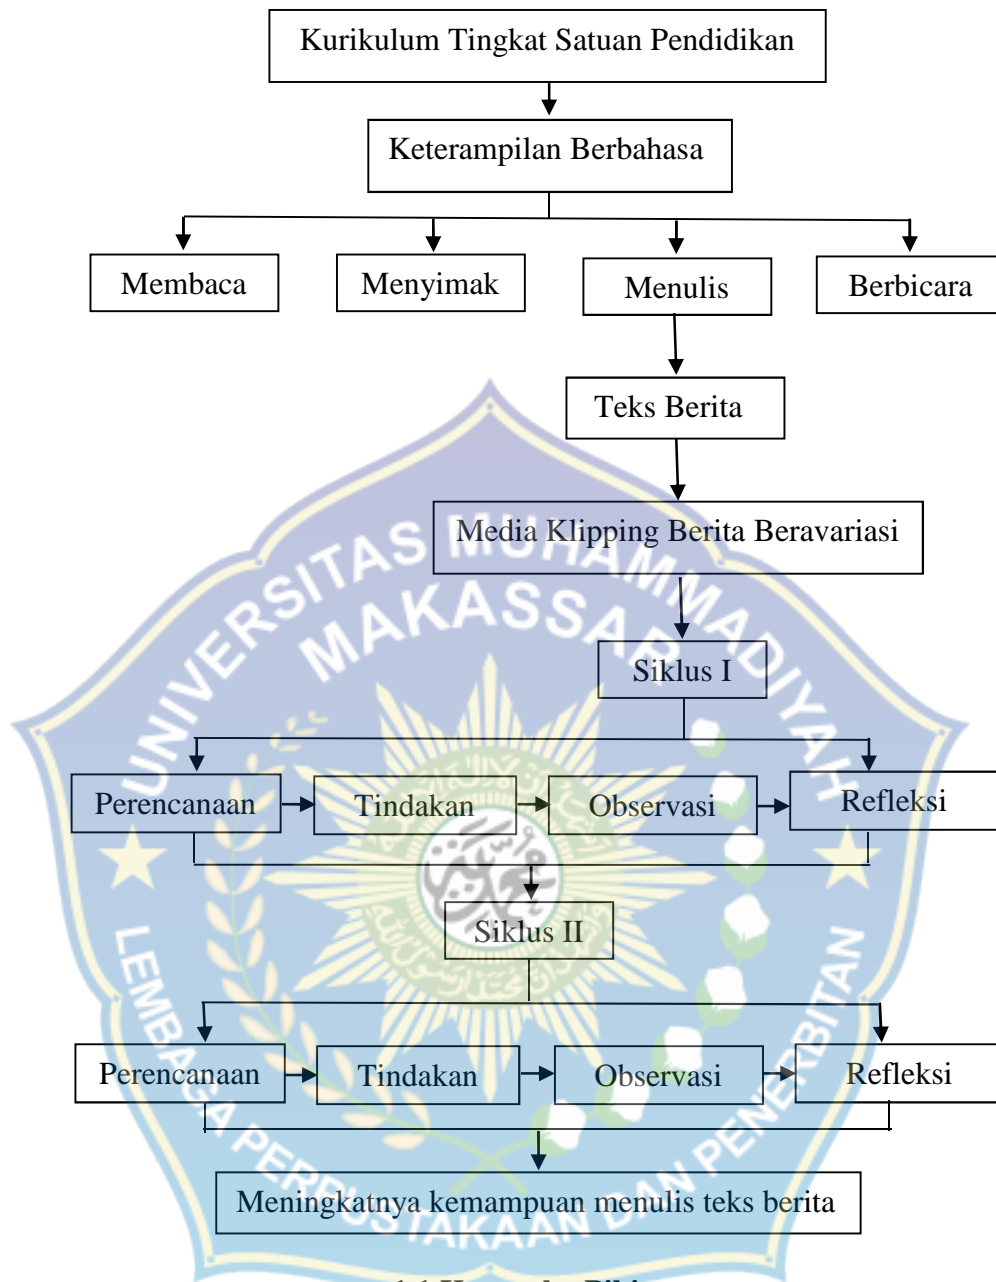 Kurikulum Tingkat Satuan Pendidikan
Keterampilan Berbahasa
Membaca
Menyimak
Menulis
Berbicara
Teks Berita
Media Klipping Berita Beravariasi
UNIVERSITAS MUHAMMADIYAH
MAKASSAR
Siklus I
Perencanaan
Tindakan
Observasi
Refleksi
Siklus II
Perencanaan
Tindakan
Observasi
Refleksi
Meningkatnya kemampuan menulis teks berita
LEMBAGA PERPUSTAKAAN DAN PENERBITAN